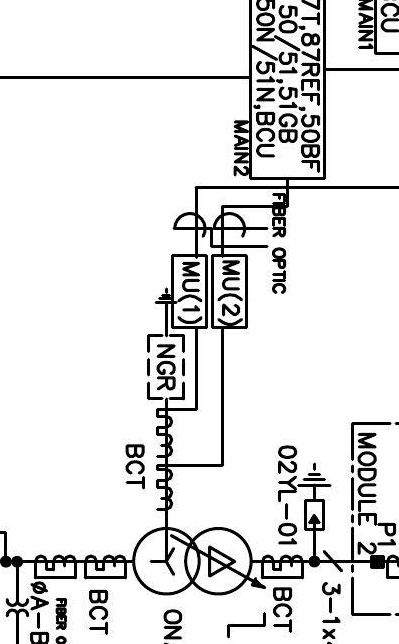 BCU
MAIN1
7T,87REF,50BF
50/51,51GB
50N/51N,BCU
MAIN2
FIBER OPTIC
MU(2)
MU(1)
NGR
BCT
02YL-01
MODULE 2
P1
3-1x
BCT
ON
BCT
FIBER O
ØA-B